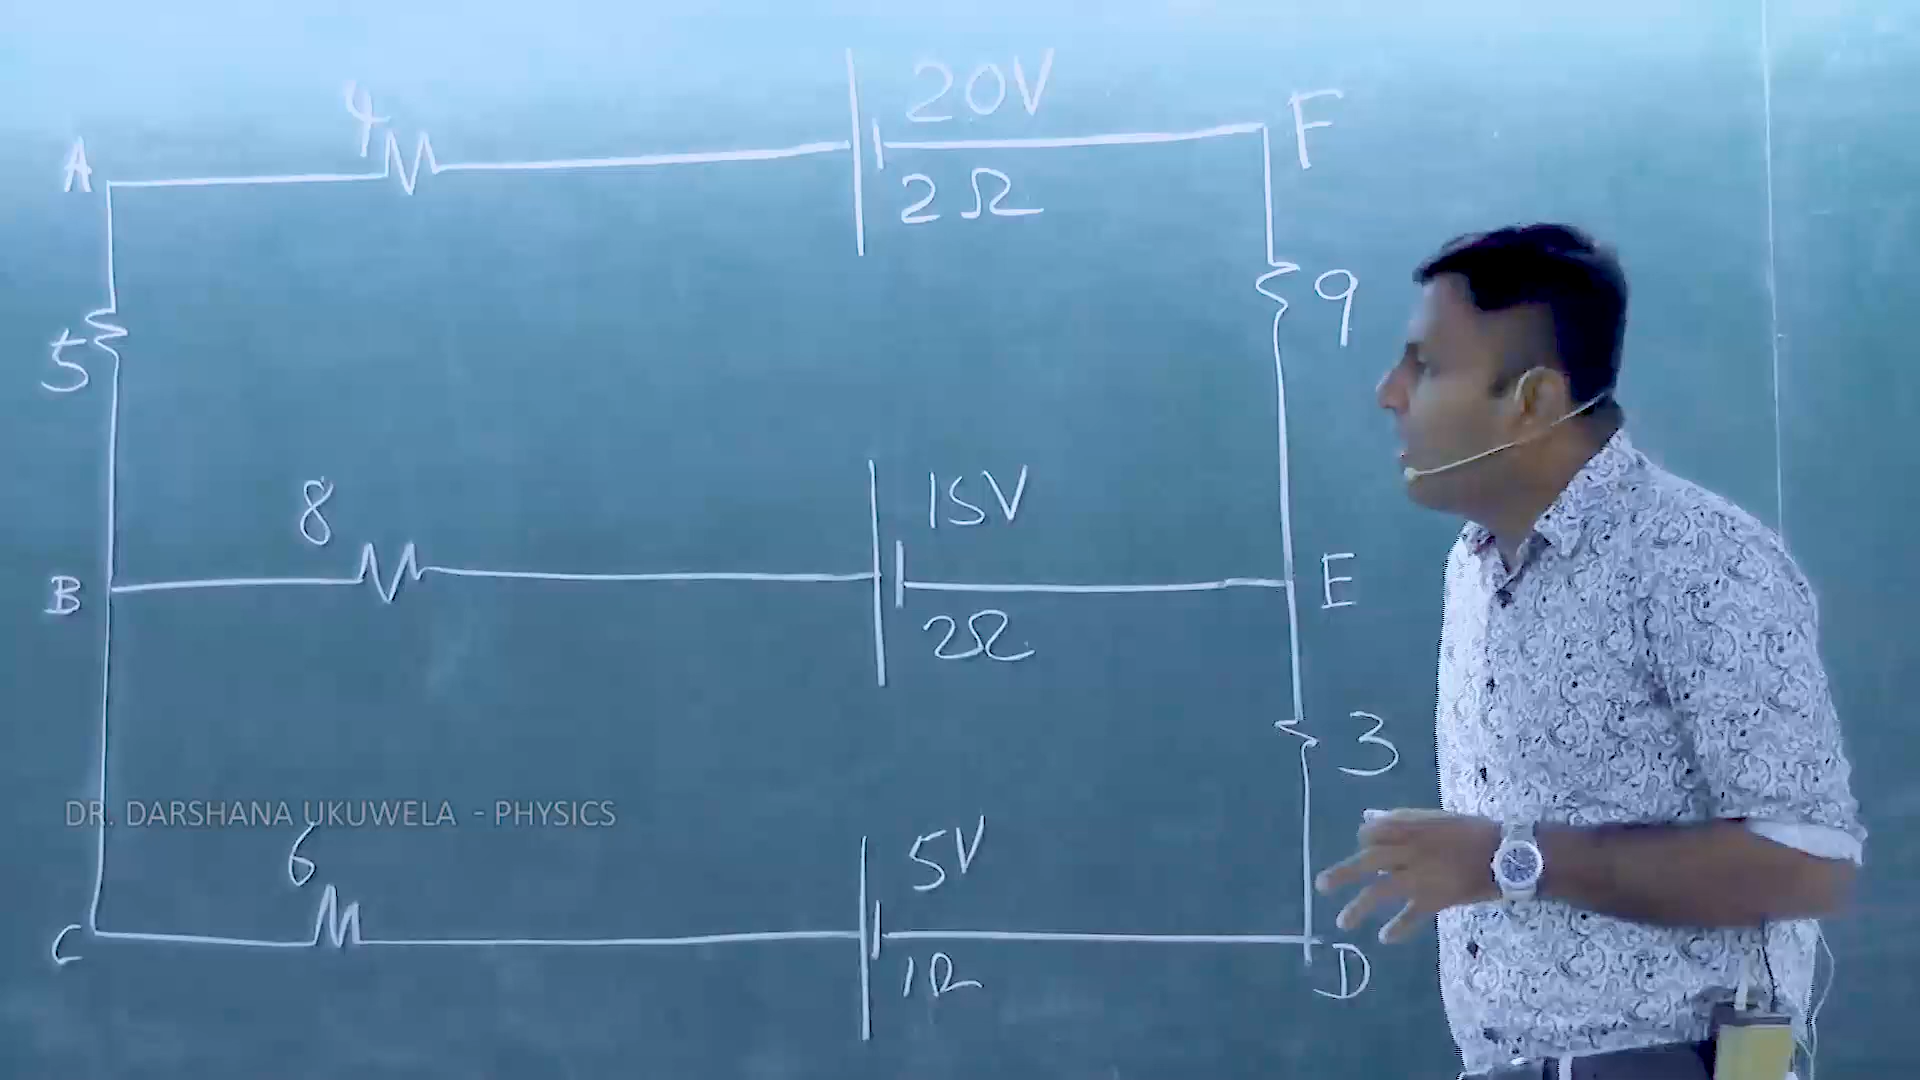 4
20V
A
F
2Ω
9
5
8
15V
B
E
2Ω
3
DR. DARSHANA UKUWELA - PHYSICS
6
5V
C
1Ω
D